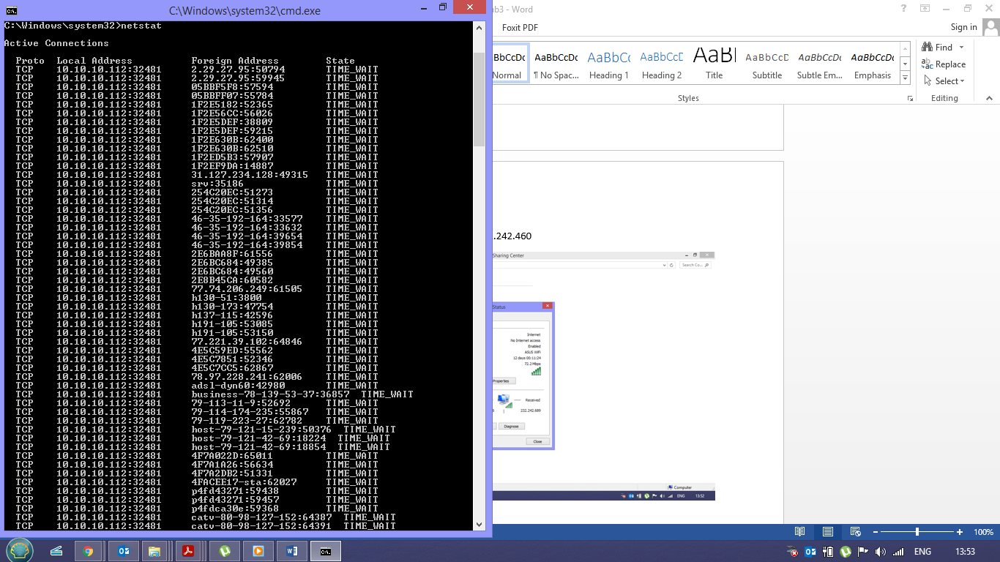 C:\Windows\system32\cmd.exe
C:\Windows\system32>netstat
Active Connections
Proto Local Address Foreign Address State
TCP 10.10.10.112:32481 2.29.27.95:50794 TIME_WAIT
TCP 10.10.10.112:32481 2.29.27.95:59945 TIME_WAIT
TCP 10.10.10.112:32481 05BBF5F8:57594 TIME_WAIT
TCP 10.10.10.112:32481 05BBFF07:55784 TIME_WAIT
TCP 10.10.10.112:32481 1F2E5182:52365 TIME_WAIT
TCP 10.10.10.112:32481 1F2E56CC:56026 TIME_WAIT
TCP 10.10.10.112:32481 1F2E5DEF:38809 TIME_WAIT
TCP 10.10.10.112:32481 1F2E5DEF:59215 TIME_WAIT
TCP 10.10.10.112:32481 1F2E630B:62400 TIME_WAIT
TCP 10.10.10.112:32481 1F2E630B:62510 TIME_WAIT
TCP 10.10.10.112:32481 1F2ED5B3:57907 TIME_WAIT
TCP 10.10.10.112:32481 1F2EF9DA:14887 TIME_WAIT
TCP 10.10.10.112:32481 31.127.234.128:49315 TIME_WAIT
TCP 10.10.10.112:32481 srv:35186 TIME_WAIT
TCP 10.10.10.112:32481 254C20EC:51273 TIME_WAIT
TCP 10.10.10.112:32481 254C20EC:51314 TIME_WAIT
TCP 10.10.10.112:32481 254C20EC:51356 TIME_WAIT
TCP 10.10.10.112:32481 46-35-192-164:33577 TIME_WAIT
TCP 10.10.10.112:32481 46-35-192-164:33632 TIME_WAIT
TCP 10.10.10.112:32481 46-35-192-164:39654 TIME_WAIT
TCP 10.10.10.112:32481 46-35-192-164:39854 TIME_WAIT
TCP 10.10.10.112:32481 2E6BAA8F:61556 TIME_WAIT
TCP 10.10.10.112:32481 2E6BC684:49385 TIME_WAIT
TCP 10.10.10.112:32481 2E6BC684:49560 TIME_WAIT
TCP 10.10.10.112:32481 2E8B45CA:60582 TIME_WAIT
TCP 10.10.10.112:32481 77.74.206.249:61505 TIME_WAIT
TCP 10.10.10.112:32481 h130-51:3800 TIME_WAIT
TCP 10.10.10.112:32481 h130-173:47754 TIME_WAIT
TCP 10.10.10.112:32481 h137-115:42596 TIME_WAIT
TCP 10.10.10.112:32481 h191-105:53085 TIME_WAIT
TCP 10.10.10.112:32481 h191-105:53150 TIME_WAIT
TCP 10.10.10.112:32481 77.221.39.102:64846 TIME_WAIT
TCP 10.10.10.112:32481 4E5C59ED:55562 TIME_WAIT
TCP 10.10.10.112:32481 4E5C7851:52346 TIME_WAIT
TCP 10.10.10.112:32481 4E5C7CC5:62867 TIME_WAIT
TCP 10.10.10.112:32481 78.97.228.241:62006 TIME_WAIT
TCP 10.10.10.112:32481 adsl-dyn60:42980 TIME_WAIT
TCP 10.10.10.112:32481 business-78-139-53-37:36857 TIME_WAIT
TCP 10.10.10.112:32481 79-113-11-9:52692 TIME_WAIT
TCP 10.10.10.112:32481 79-114-174-235:55867 TIME_WAIT
TCP 10.10.10.112:32481 79-119-223-27:62782 TIME_WAIT
TCP 10.10.10.112:32481 host-79-121-15-239:50376 TIME_WAIT
TCP 10.10.10.112:32481 host-79-121-42-69:18224 TIME_WAIT
TCP 10.10.10.112:32481 host-79-121-42-69:18854 TIME_WAIT
TCP 10.10.10.112:32481 4F7A022D:65011 TIME_WAIT
TCP 10.10.10.112:32481 4F7A1A26:56634 TIME_WAIT
TCP 10.10.10.112:32481 4F7A2DB2:51331 TIME_WAIT
TCP 10.10.10.112:32481 4FACEE17-sta:62027 TIME_WAIT
TCP 10.10.10.112:32481 p4fd43271:59438 TIME_WAIT
TCP 10.10.10.112:32481 p4fd43271:59457 TIME_WAIT
TCP 10.10.10.112:32481 p4fdca30e:59368 TIME_WAIT
TCP 10.10.10.112:32481 catv-80-98-127-152:64387 TIME_WAIT
TCP 10.10.10.112:32481 catv-80-98-127-152:64391 TIME_WAIT
ab3 - Word
Foxit PDF
Sign in
AaBbCcDc AaBbCcDc AaBbCc AaBbCcD AaBl AaBbCcD AaBbCcDc AaBbCcDc
Normal ¶ No Spac... Heading 1 Heading 2 Title Subtitle Subtle Em... Emphasis
Styles
Find
Replace
Select
Editing
.242.460
Sharing Center
Search Co...
Status
Internet
No Internet access
Enabled
ASUS WiFi
12 days 00:11:24
72.2 Mbps
Properties
Received
232,242,689
Diagnose
Close
Computer
ENG 13:52
100%
ENG 13:53